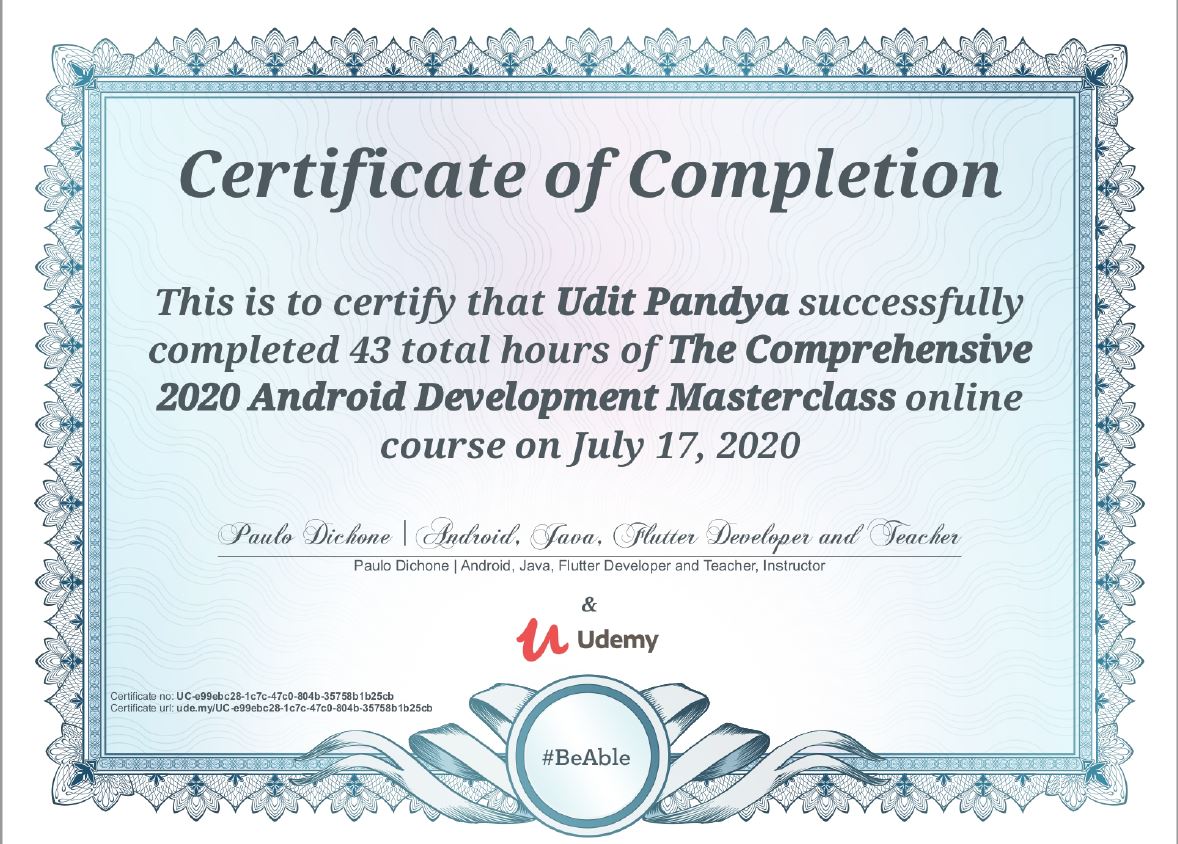 Certificate of Completion
This is to certify that Udit Pandya successfully
completed 43 total hours of The Comprehensive
2020 Android Development Masterclass online
course on July 17, 2020
Paulo Dichone | Android, Java, Flutter Developer and Teacher
Paulo Dichone | Android, Java, Flutter Developer and Teacher, Instructor
&
Udemy
Certificate no: UC-e99ebc28-1c7c-47c0-804b-35758b1b25cb
Certificate url: ude.my/UC-e99ebc28-1c7c-47c0-804b-35758b1b25cb
#BeAble